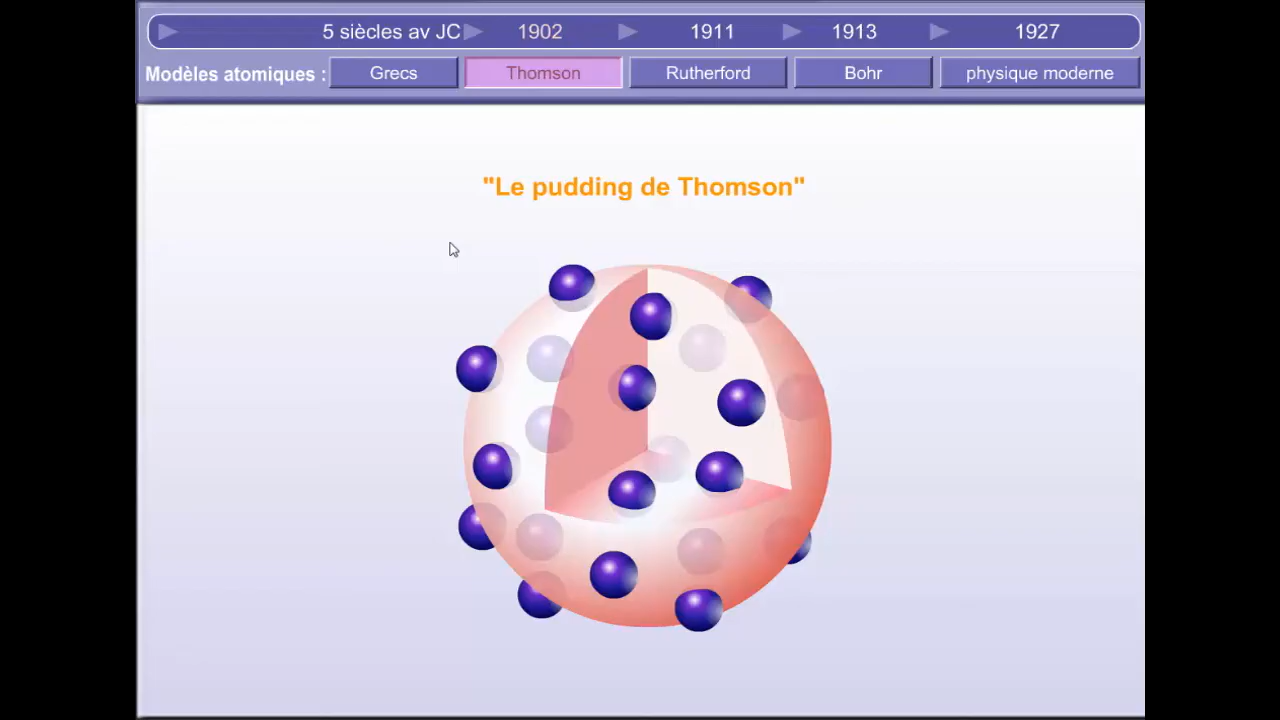 5 siècles av JC 1902 1911 1913 1927
Modèles atomiques : Grecs Thomson Rutherford Bohr physique moderne
"Le pudding de Thomson"